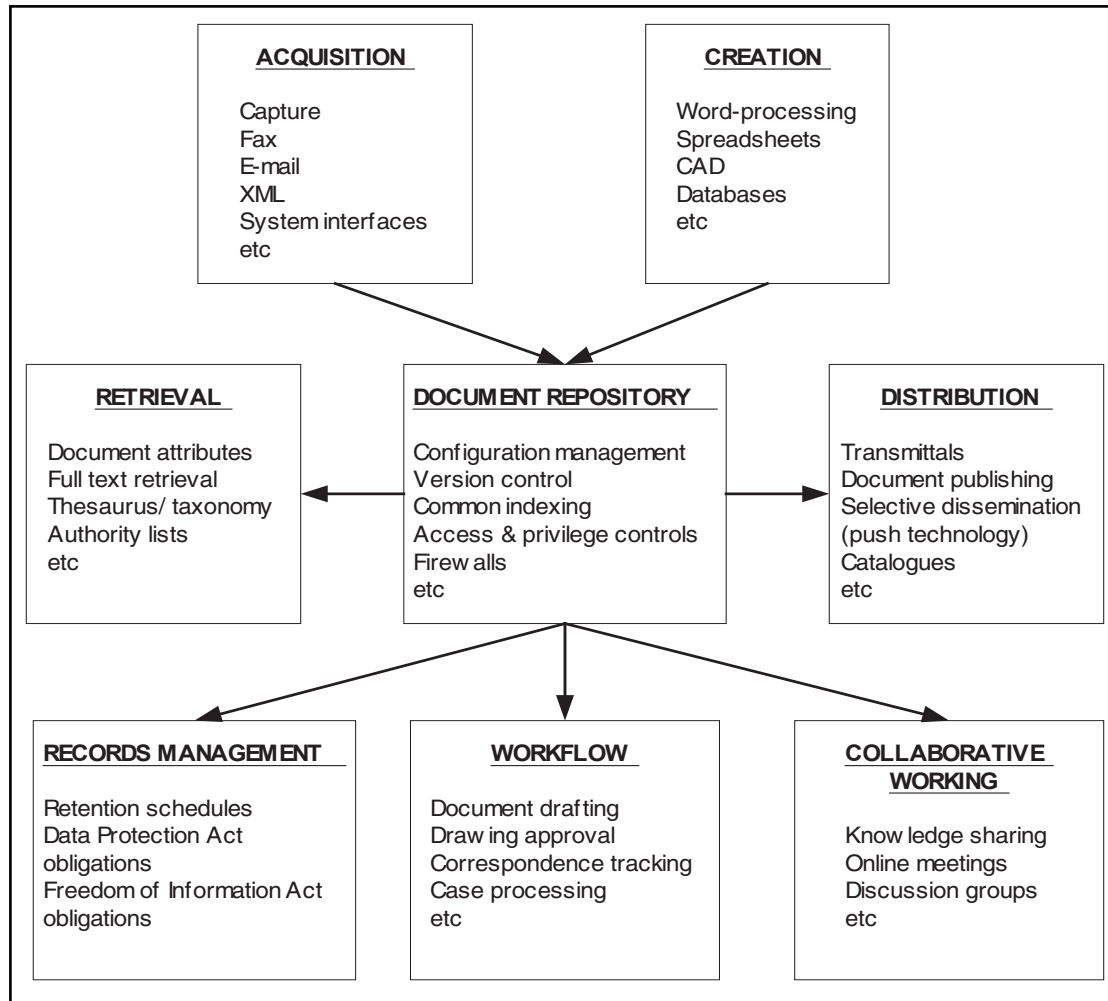 ACQUISITION
Capture
Fax
E-mail
XML
System interfaces
etc
CREATION
Word-processing
Spreadsheets
CAD
Databases
etc
RETRIEVAL
Document attributes
Full text retrieval
Thesaurus/ taxonomy
Authority lists
etc
DOCUMENT REPOSITORY
Configuration management
Version control
Common indexing
Access & privilege controls
Firewalls
etc
DISTRIBUTION
Transmittals
Document publishing
Selective dissemination
(push technology)
Catalogues
etc
RECORDS MANAGEMENT
Retention schedules
Data Protection Act
obligations
Freedom of Information Act
obligations
WORKFLOW
Document drafting
Drawing approval
Correspondence tracking
Case processing
etc
COLLABORATIVE
WORKING
Knowledge sharing
Online meetings
Discussion groups
etc